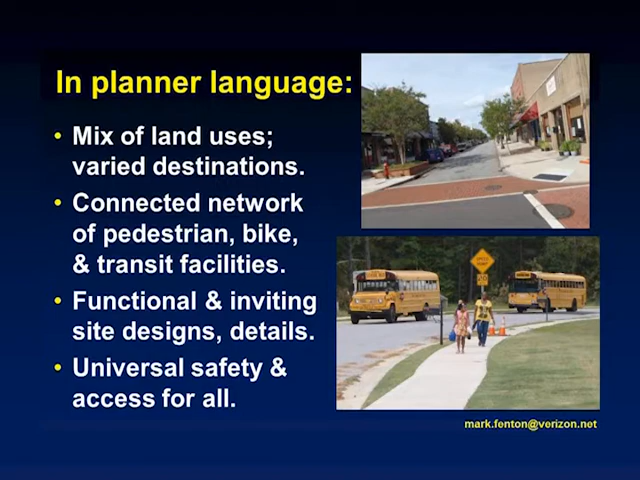 In planner language:
• Mix of land uses;
varied destinations.
• Connected network
of pedestrian, bike,
& transit facilities.
• Functional & inviting
site designs, details.
• Universal safety &
access for all.
mark.fenton@verizon.net